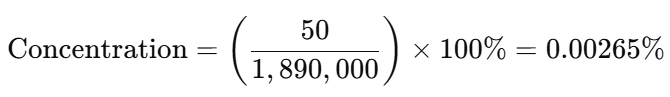 Concentration = (50 / 1,890,000) × 100% = 0.00265%